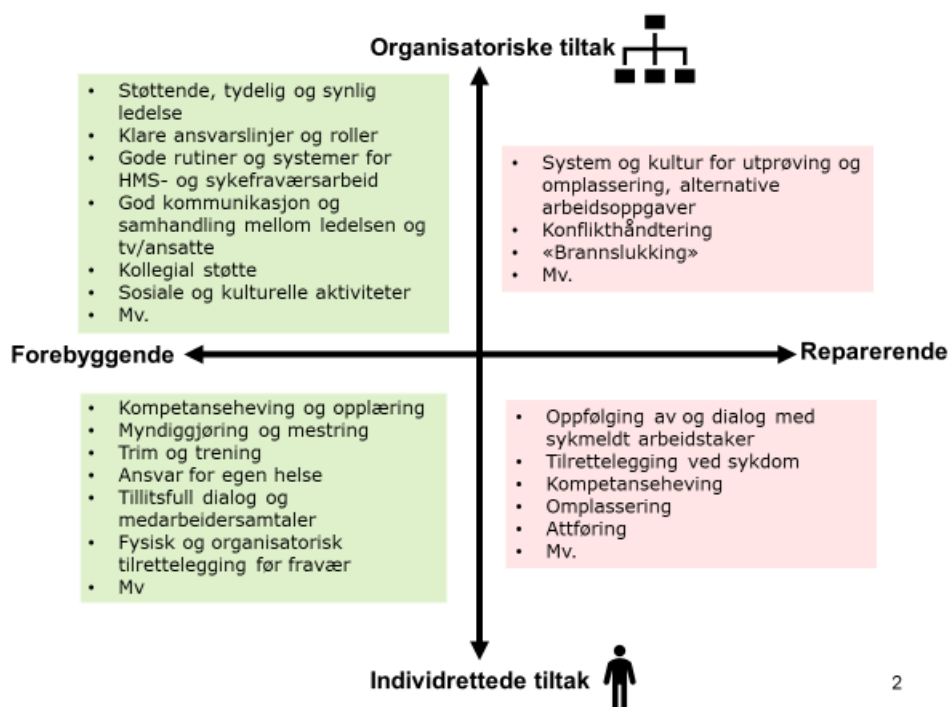 Organisatoriske tiltak
• Støttende, tydelig og synlig
ledelse
• Klare ansvarslinjer og roller
• Gode rutiner og systemer for
HMS- og sykefraværsarbeid
• God kommunikasjon og
samhandling mellom ledelsen og
tv/ansatte
• Kollegial støtte
• Sosiale og kulturelle aktiviteter
• Mv.
• System og kultur for utprøving og
omplassering, alternative
arbeidsoppgaver
• Konflikthåndtering
• «Brannslukking»
• Mv.
Forebyggende
Reparerende
• Kompetanseheving og opplæring
• Myndiggjøring og mestring
• Trim og trening
• Ansvar for egen helse
• Tillitsfull dialog og
medarbeidersamtaler
• Fysisk og organisatorisk
tilrettelegging før fravær
• Mv
• Oppfølging av og dialog med
sykmeldt arbeidstaker
• Tilrettelegging ved sykdom
• Kompetanseheving
• Omplassering
• Attføring
• Mv.
Individrettede tiltak
2